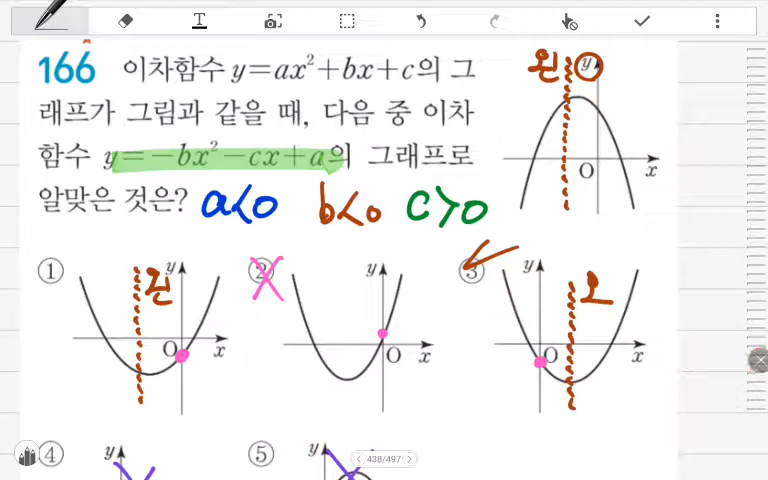 166 이차함수 y=ax²+bx+c의 그
래프가 그림과 같을 때, 다음 중 이차
함수 y=-bx²-cx+a의 그래프로
알맞은 것은? a<0 b<0 c>0
왼 y
O x
① y 왼
O x
② y
O x
③ y 오
O x
④ y
⑤ y
438/497